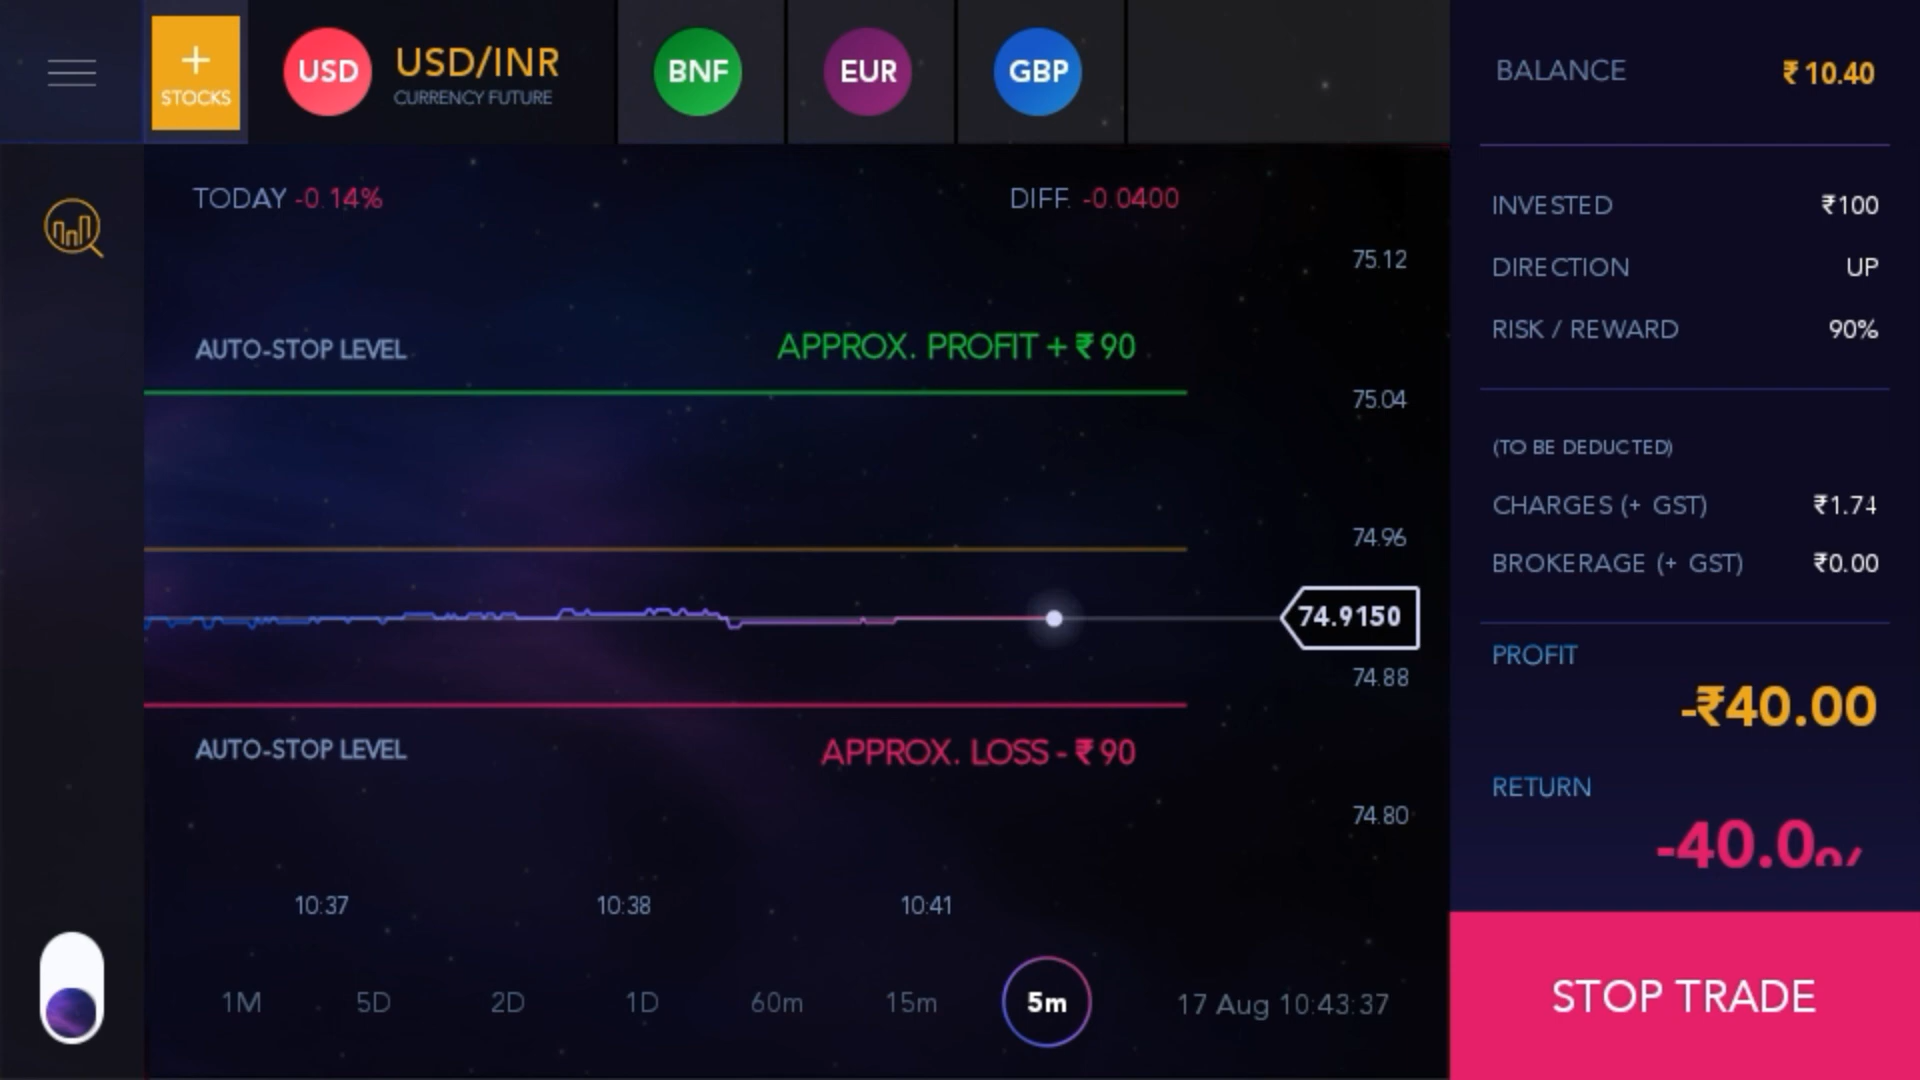 +
STOCKS
USD
USD/INR
CURRENCY FUTURE
BNF
EUR
GBP
BALANCE
₹ 10.40
TODAY -0.14%
DIFF. -0.0400
75.12
AUTO-STOP LEVEL
APPROX. PROFIT + ₹ 90
75.04
74.96
74.9150
74.88
AUTO-STOP LEVEL
APPROX. LOSS - ₹ 90
74.80
10:37
10:38
10:41
1M
5D
2D
1D
60m
15m
5m
17 Aug 10:43:37
INVESTED
₹100
DIRECTION
UP
RISK / REWARD
90%
(TO BE DEDUCTED)
CHARGES (+ GST)
₹1.74
BROKERAGE (+ GST)
₹0.00
PROFIT
-₹40.00
RETURN
-40.0
STOP TRADE